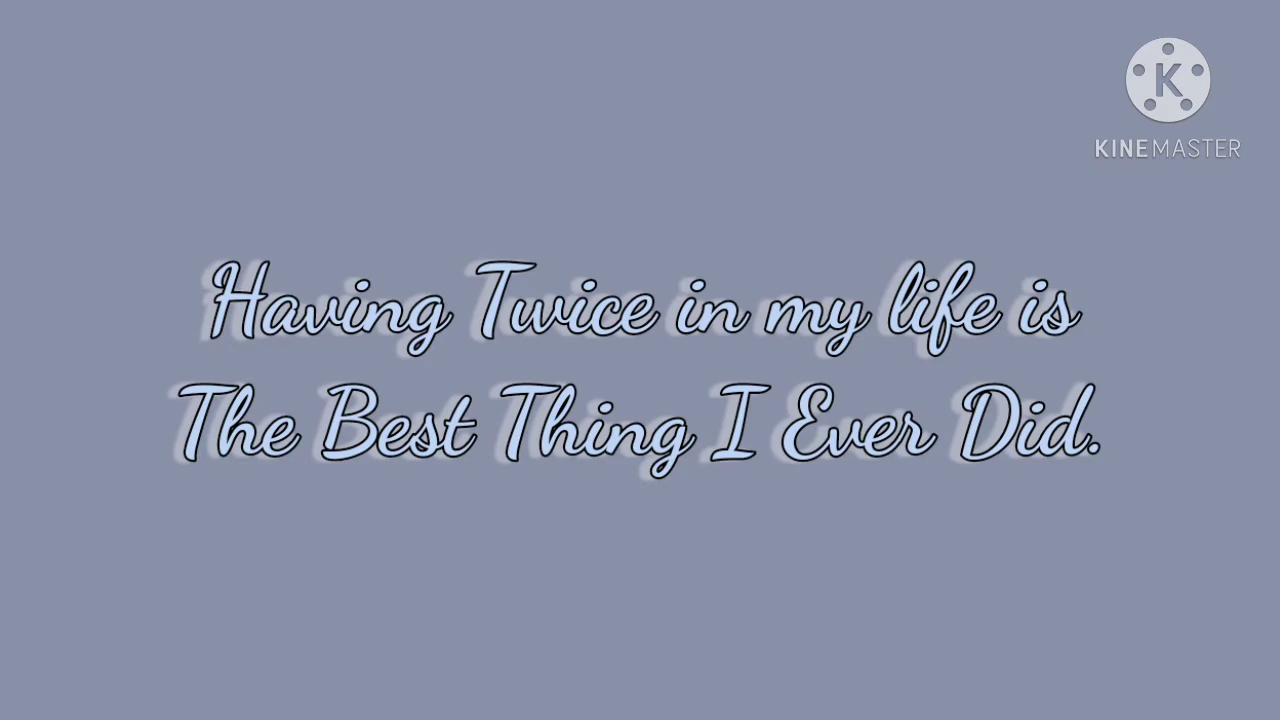 K
KINEMASTER
Having Twice in my life is
The Best Thing I Ever Did.